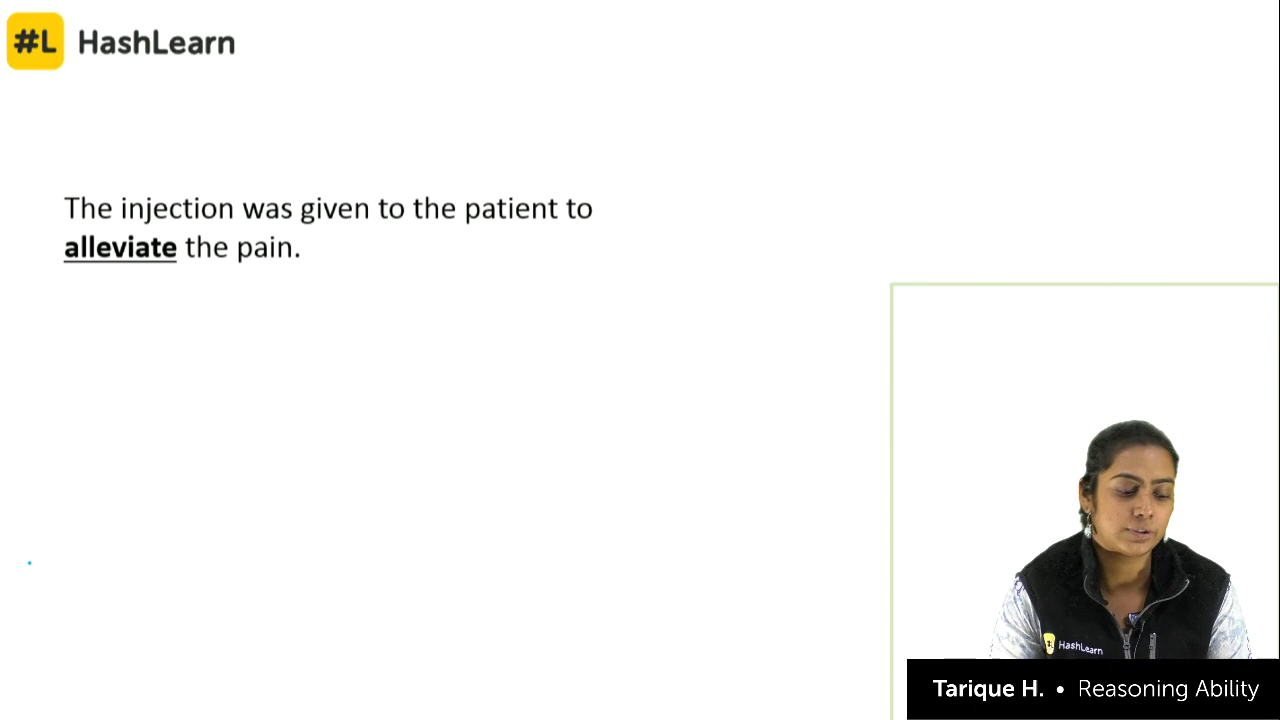 #L HashLearn
The injection was given to the patient to
alleviate the pain.
HashLearn
Tarique H. • Reasoning Ability